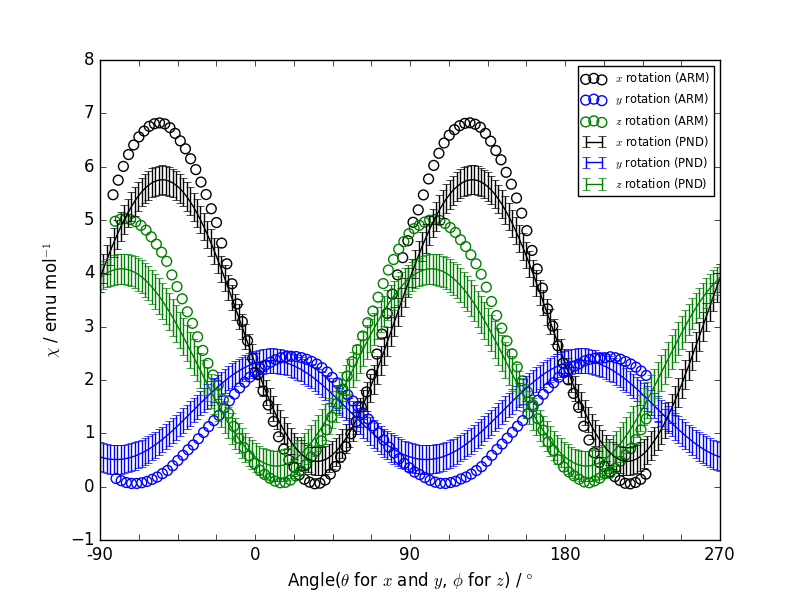 8
7
6
5
4
3
2
1
0
−1
χ / emu mol⁻¹
x rotation (ARM)
y rotation (ARM)
z rotation (ARM)
x rotation (PND)
y rotation (PND)
z rotation (PND)
-90 0 90 180 270
Angle(θ for x and y, ϕ for z) / °